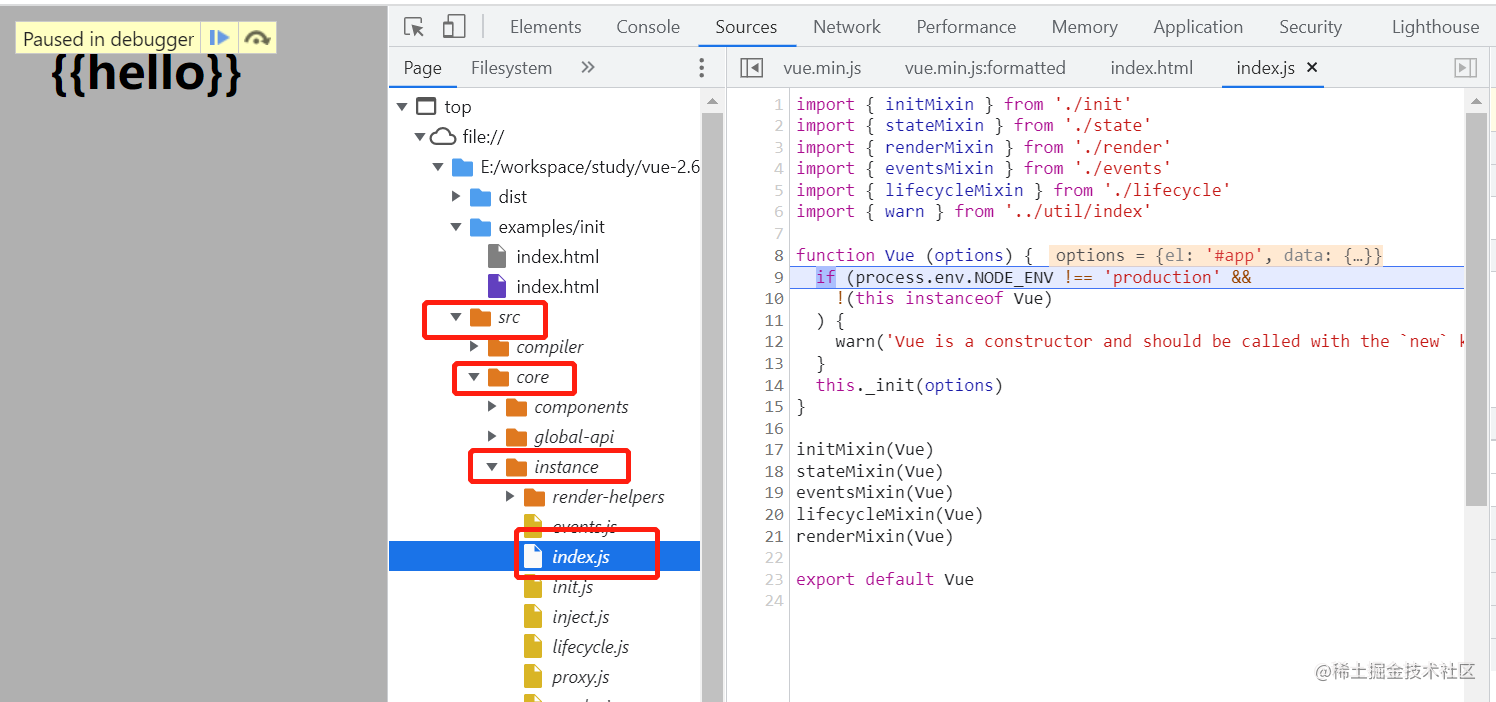 Paused in debugger
{{hello}}
Elements Console Sources Network Performance Memory Application Security Lighthouse
Page Filesystem »
vue.min.js vue.min.js:formatted index.html index.js ×
top
file://
E:/workspace/study/vue-2.6
dist
examples/init
index.html
index.html
src
compiler
core
components
global-api
instance
render-helpers
events.js
index.js
init.js
inject.js
lifecycle.js
proxy.js
1 import { initMixin } from './init'
2 import { stateMixin } from './state'
3 import { renderMixin } from './render'
4 import { eventsMixin } from './events'
5 import { lifecycleMixin } from './lifecycle'
6 import { warn } from '../util/index'
7
8 function Vue (options) { options = {el: '#app', data: {…}}
9 if (process.env.NODE_ENV !== 'production' &&
10 !(this instanceof Vue)
11 ) {
12 warn('Vue is a constructor and should be called with the `new` k
13 }
14 this._init(options)
15 }
16
17 initMixin(Vue)
18 stateMixin(Vue)
19 eventsMixin(Vue)
20 lifecycleMixin(Vue)
21 renderMixin(Vue)
22
23 export default Vue
24
@稀土掘金技术社区